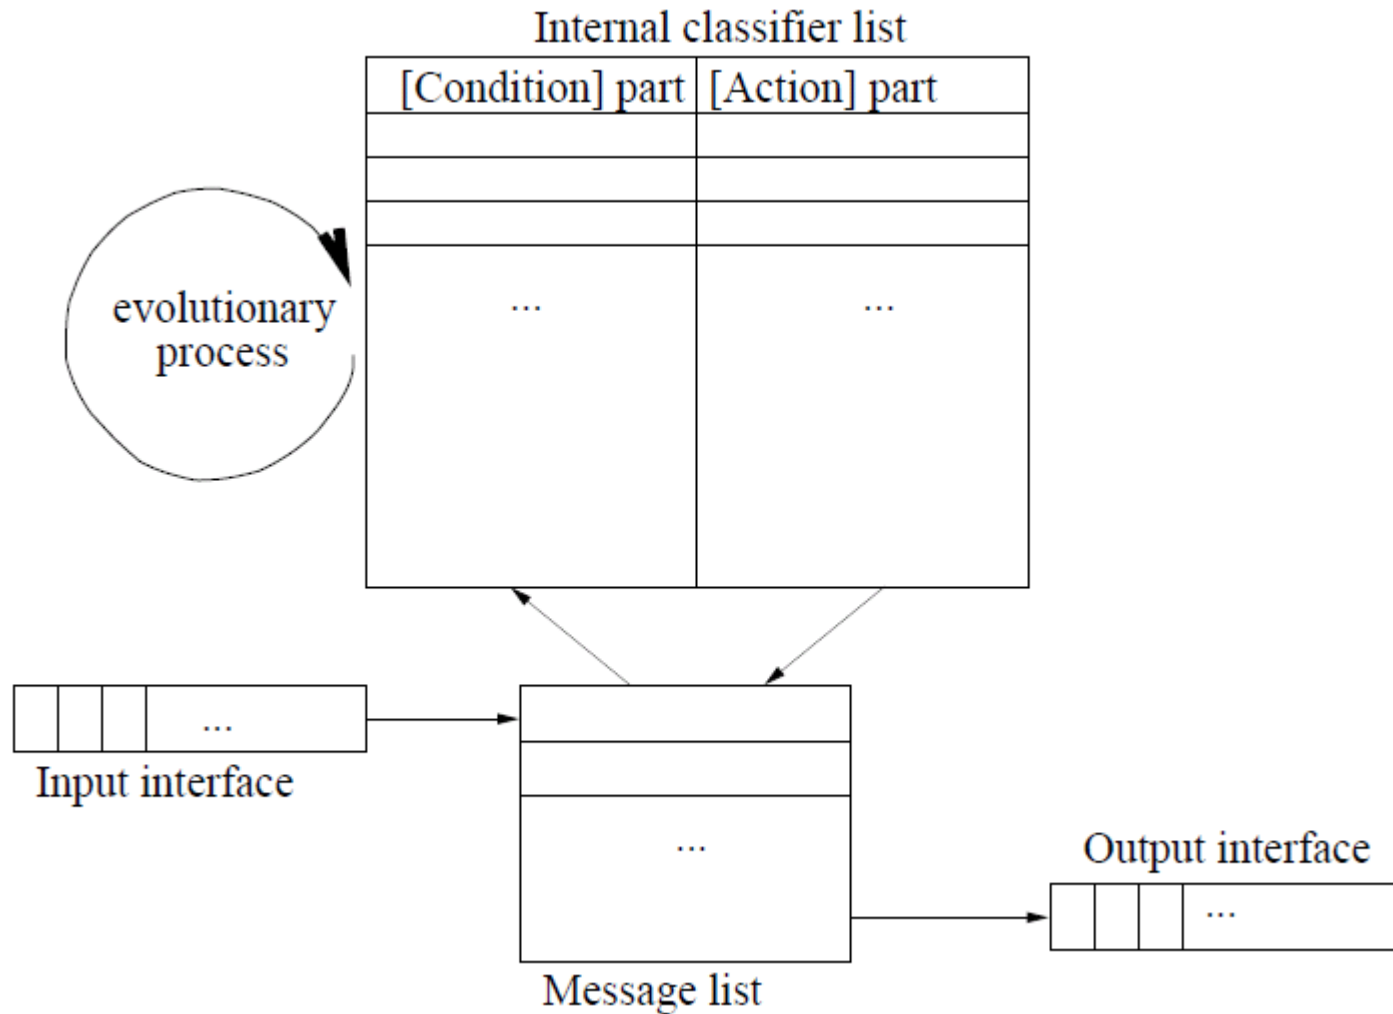 Internal classifier list
[Condition] part [Action] part
evolutionary
process
... ...
...
Input interface
...
Output interface
...
Message list